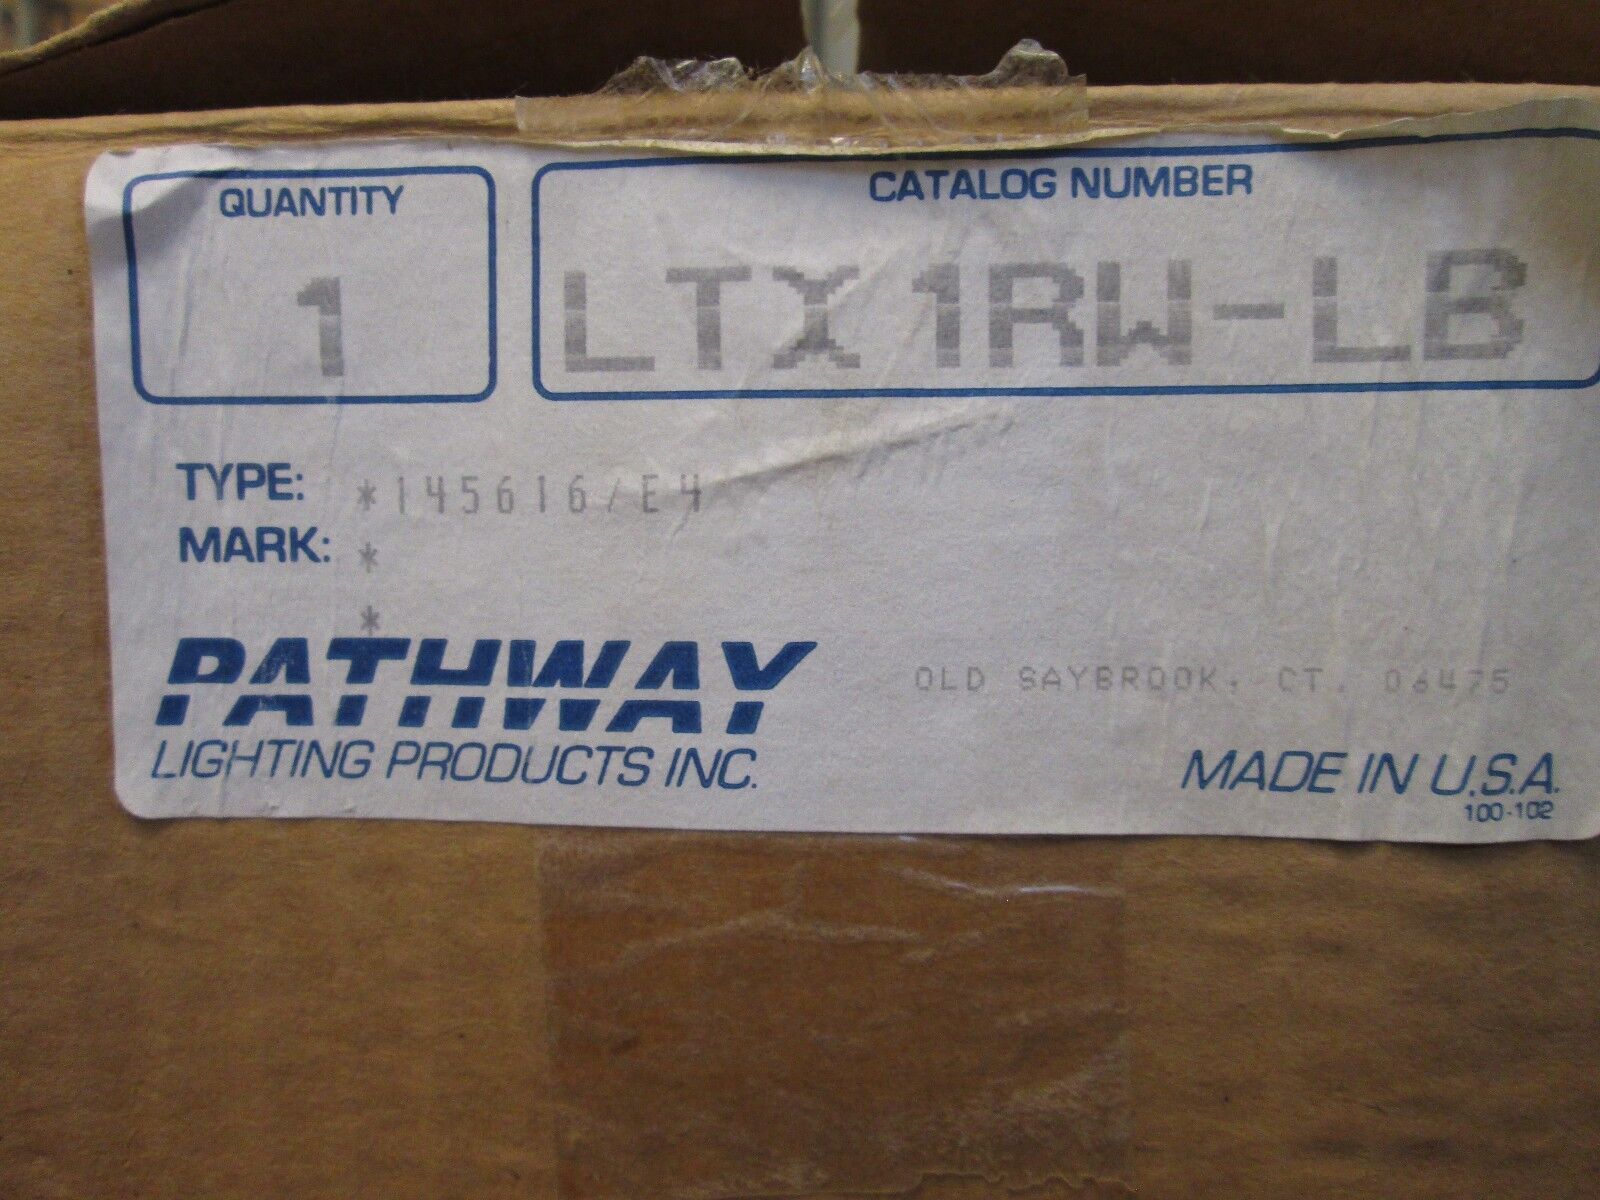 QUANTITY
1
CATALOG NUMBER
LTX1RW-LB
TYPE: *145616/E4
MARK: *
*
PATHWAY
LIGHTING PRODUCTS INC.
OLD SAYBROOK, CT. 06475
MADE IN U.S.A.
100-102